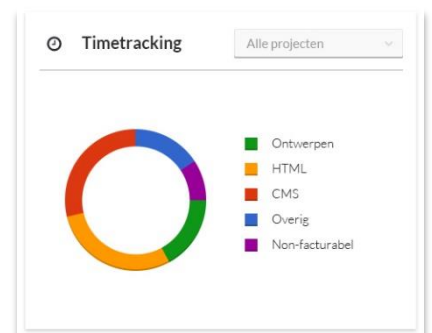 Timetracking
Alle projecten
Ontwerpen
HTML
CMS
Overig
Non-facturabel